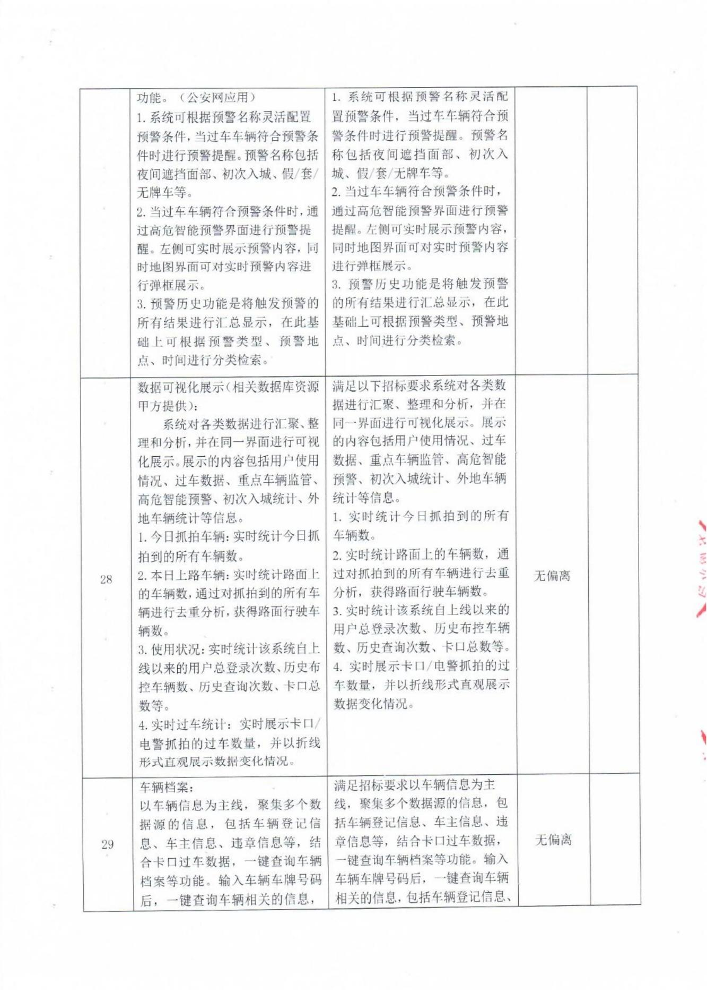 功能。（公安网应用）
1.系统可根据预警名称灵活配置
预警条件，当过车车辆符合预警条
件时进行预警提醒。预警名称包括
夜间遮挡面部、初次入城、假/套/
无牌车等。
2.当过车车辆符合预警条件时，通
过高危智能预警界面进行预警提
醒。左侧可实时展示预警内容，同
时地图界面可对实时预警内容进
行弹框展示。
3.预警历史功能是将触发预警的
所有结果进行汇总显示，在此基
础上可根据预警类型、预警地
点、时间进行分类检索。
1. 系统可根据预警名称灵活配
置预警条件，当过车车辆符合预
警条件时进行预警提醒。预警名
称包括夜间遮挡面部、初次入
城、假/套/无牌车等。
2.当过车车辆符合预警条件时，
通过高危智能预警界面进行预警
提醒。左侧可实时展示预警内容，
同时地图界面可对实时预警内容
进行弹框展示。
3. 预警历史功能是将触发预警
的所有结果进行汇总显示，在此
基础上可根据预警类型、预警地
点、时间进行分类检索。
28
数据可视化展示（相关数据库资源
甲方提供）：
系统对各类数据进行汇聚、整
理和分析，并在同一界面进行可视
化展示。展示的内容包括用户使用
情况、过车数据、重点车辆监管、
高危智能预警、初次入城统计、外
地车辆统计等信息。
1.今日抓拍车辆：实时统计今日抓
拍到的所有车辆数。
2.本日上路车辆：实时统计路面上
的车辆数，通过对抓拍到的所有车
辆进行去重分析，获得路面行驶车
辆数。
3.使用状况：实时统计该系统自上
线以来的用户总登录次数、历史布
控车辆数、历史查询次数、卡口总
数等。
4.实时过车统计：实时展示卡口/
电警抓拍的过车数量，并以折线
形式直观展示数据变化情况。
满足以下招标要求系统对各类数
据进行汇聚、整理和分析，并在
同一界面进行可视化展示。展示
的内容包括用户使用情况、过车
数据、重点车辆监管、高危智能
预警、初次入城统计、外地车辆
统计等信息。
1. 实时统计今日抓拍到的所有
车辆数。
2.实时统计路面上的车辆数，通
过对抓拍到的所有车辆进行去重
分析，获得路面行驶车辆数。
3.实时统计该系统自上线以来的
用户总登录次数、历史布控车辆
数、历史查询次数、卡口总数等。
4. 实时展示卡口/电警抓拍的过
车数量，并以折线形式直观展示
数据变化情况。
无偏离
29
车辆档案：
以车辆信息为主线，聚集多个数
据源的信息，包括车辆登记信
息、车主信息、违章信息等，结
合卡口过车数据，一键查询车辆
档案等功能。输入车辆车牌号码
后，一键查询车辆相关的信息，
满足招标要求以车辆信息为主
线，聚集多个数据源的信息，包
括车辆登记信息、车主信息、违
章信息等，结合卡口过车数据，
一键查询车辆档案等功能。输入
车辆车牌号码后，一键查询车辆
相关的信息，包括车辆登记信息、
无偏离